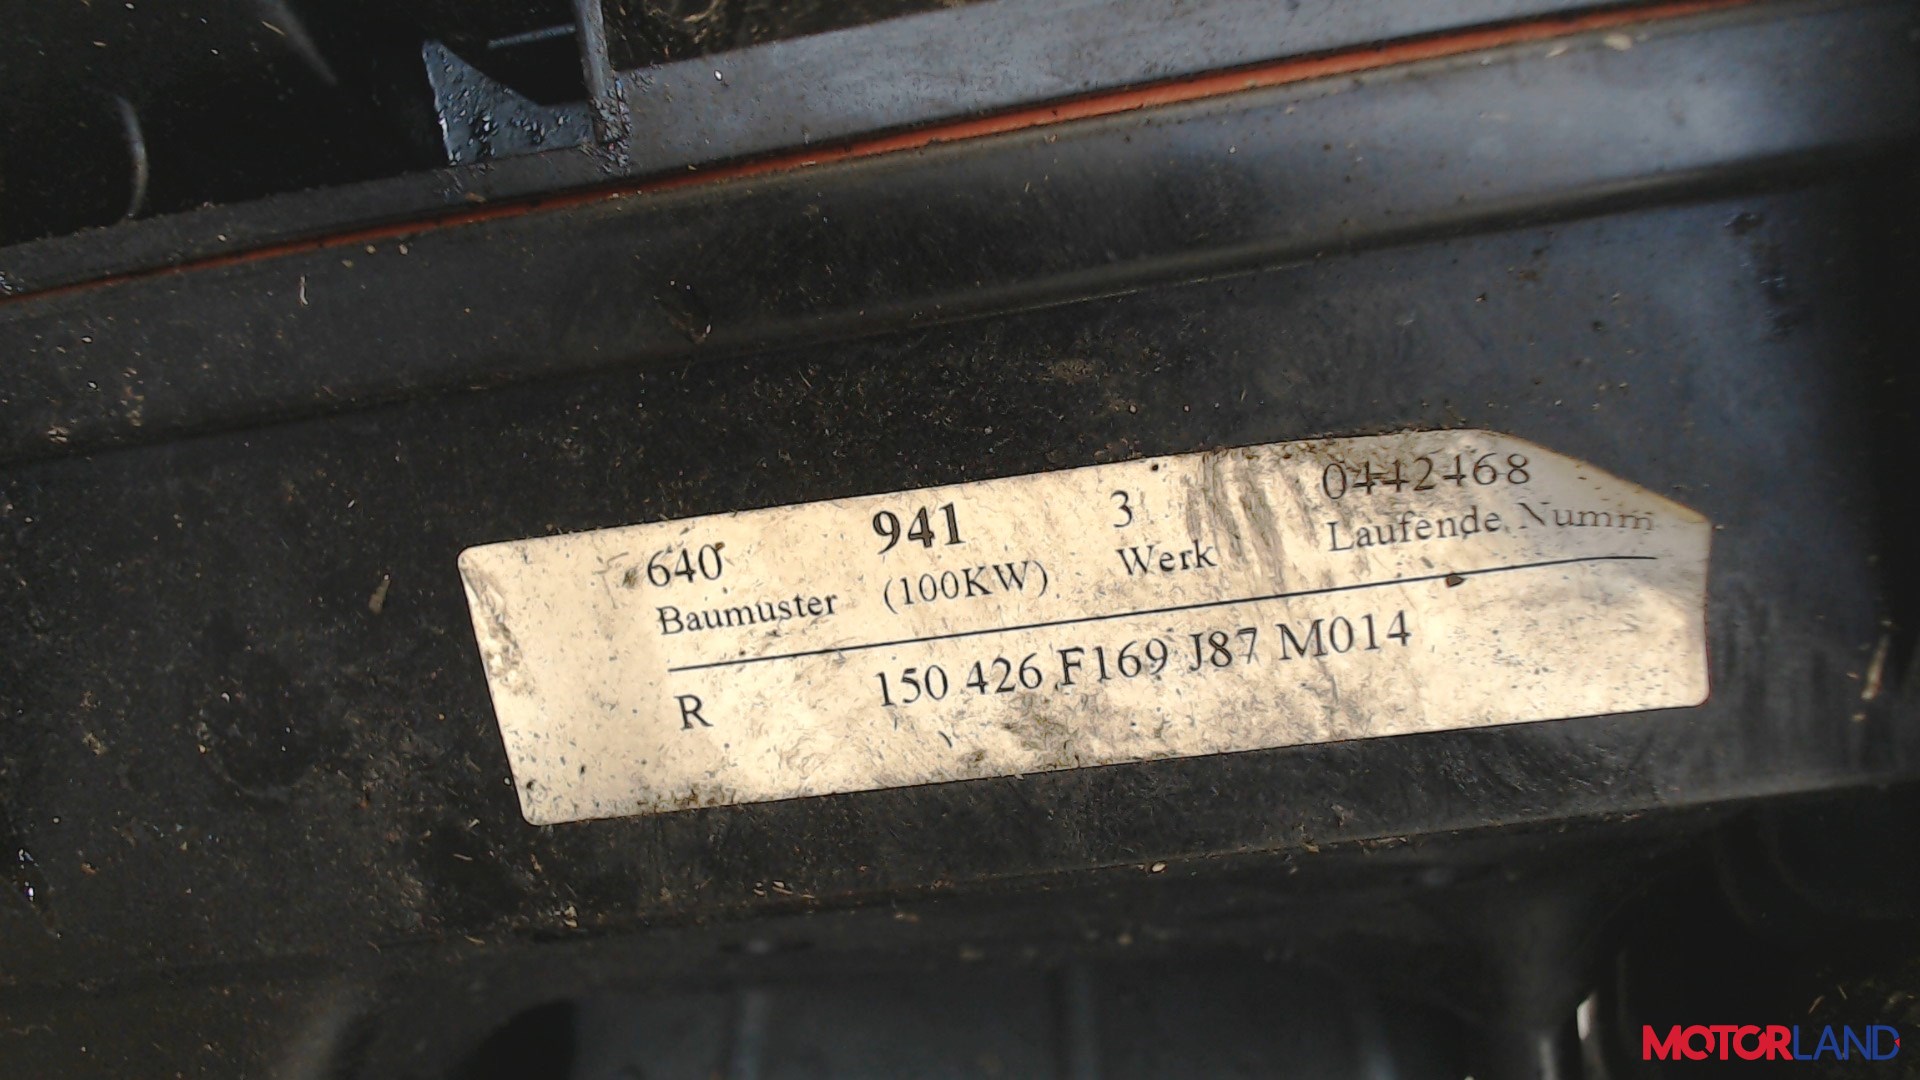 640 941 3 0442468
Baumuster (100KW) Werk Laufende Numm
R 150 426 F169 J87 M014
MOTORLAND